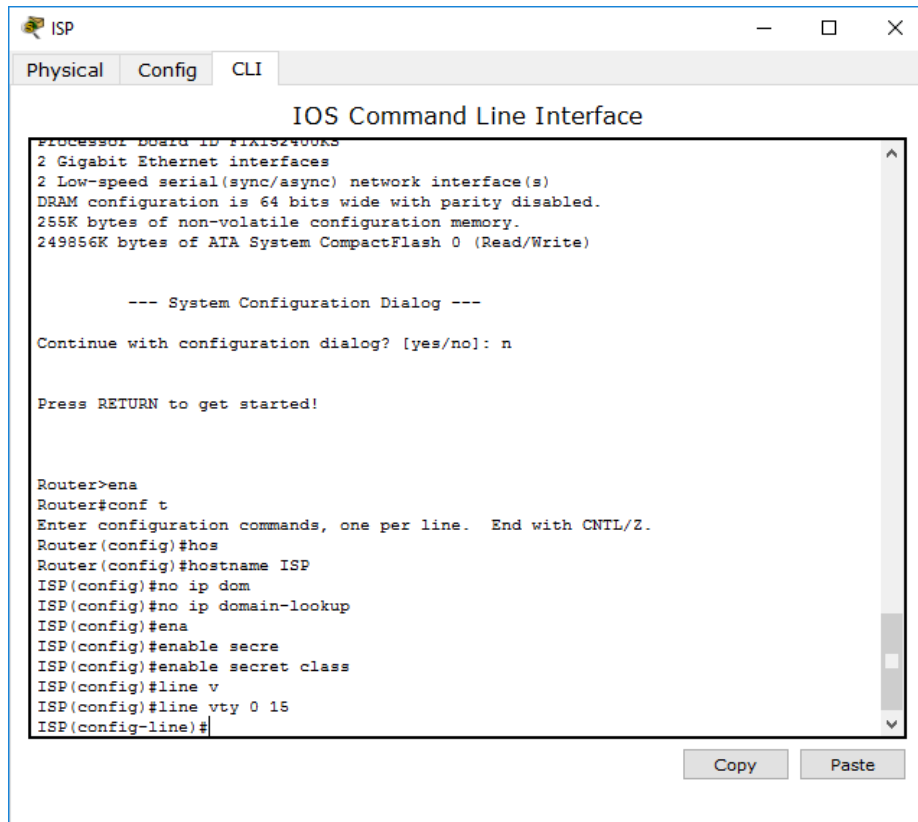 ISP
Physical Config CLI
IOS Command Line Interface
Processor board ID
2 Gigabit Ethernet interfaces
2 Low-speed serial(sync/async) network interface(s)
DRAM configuration is 64 bits wide with parity disabled.
255K bytes of non-volatile configuration memory.
249856K bytes of ATA System CompactFlash 0 (Read/Write)
--- System Configuration Dialog ---
Continue with configuration dialog? [yes/no]: n
Press RETURN to get started!
Router>ena
Router#conf t
Enter configuration commands, one per line.  End with CNTL/Z.
Router(config)#hos
Router(config)#hostname ISP
ISP(config)#no ip dom
ISP(config)#no ip domain-lookup
ISP(config)#ena
ISP(config)#enable secre
ISP(config)#enable secret class
ISP(config)#line v
ISP(config)#line vty 0 15
ISP(config-line)#
Copy Paste